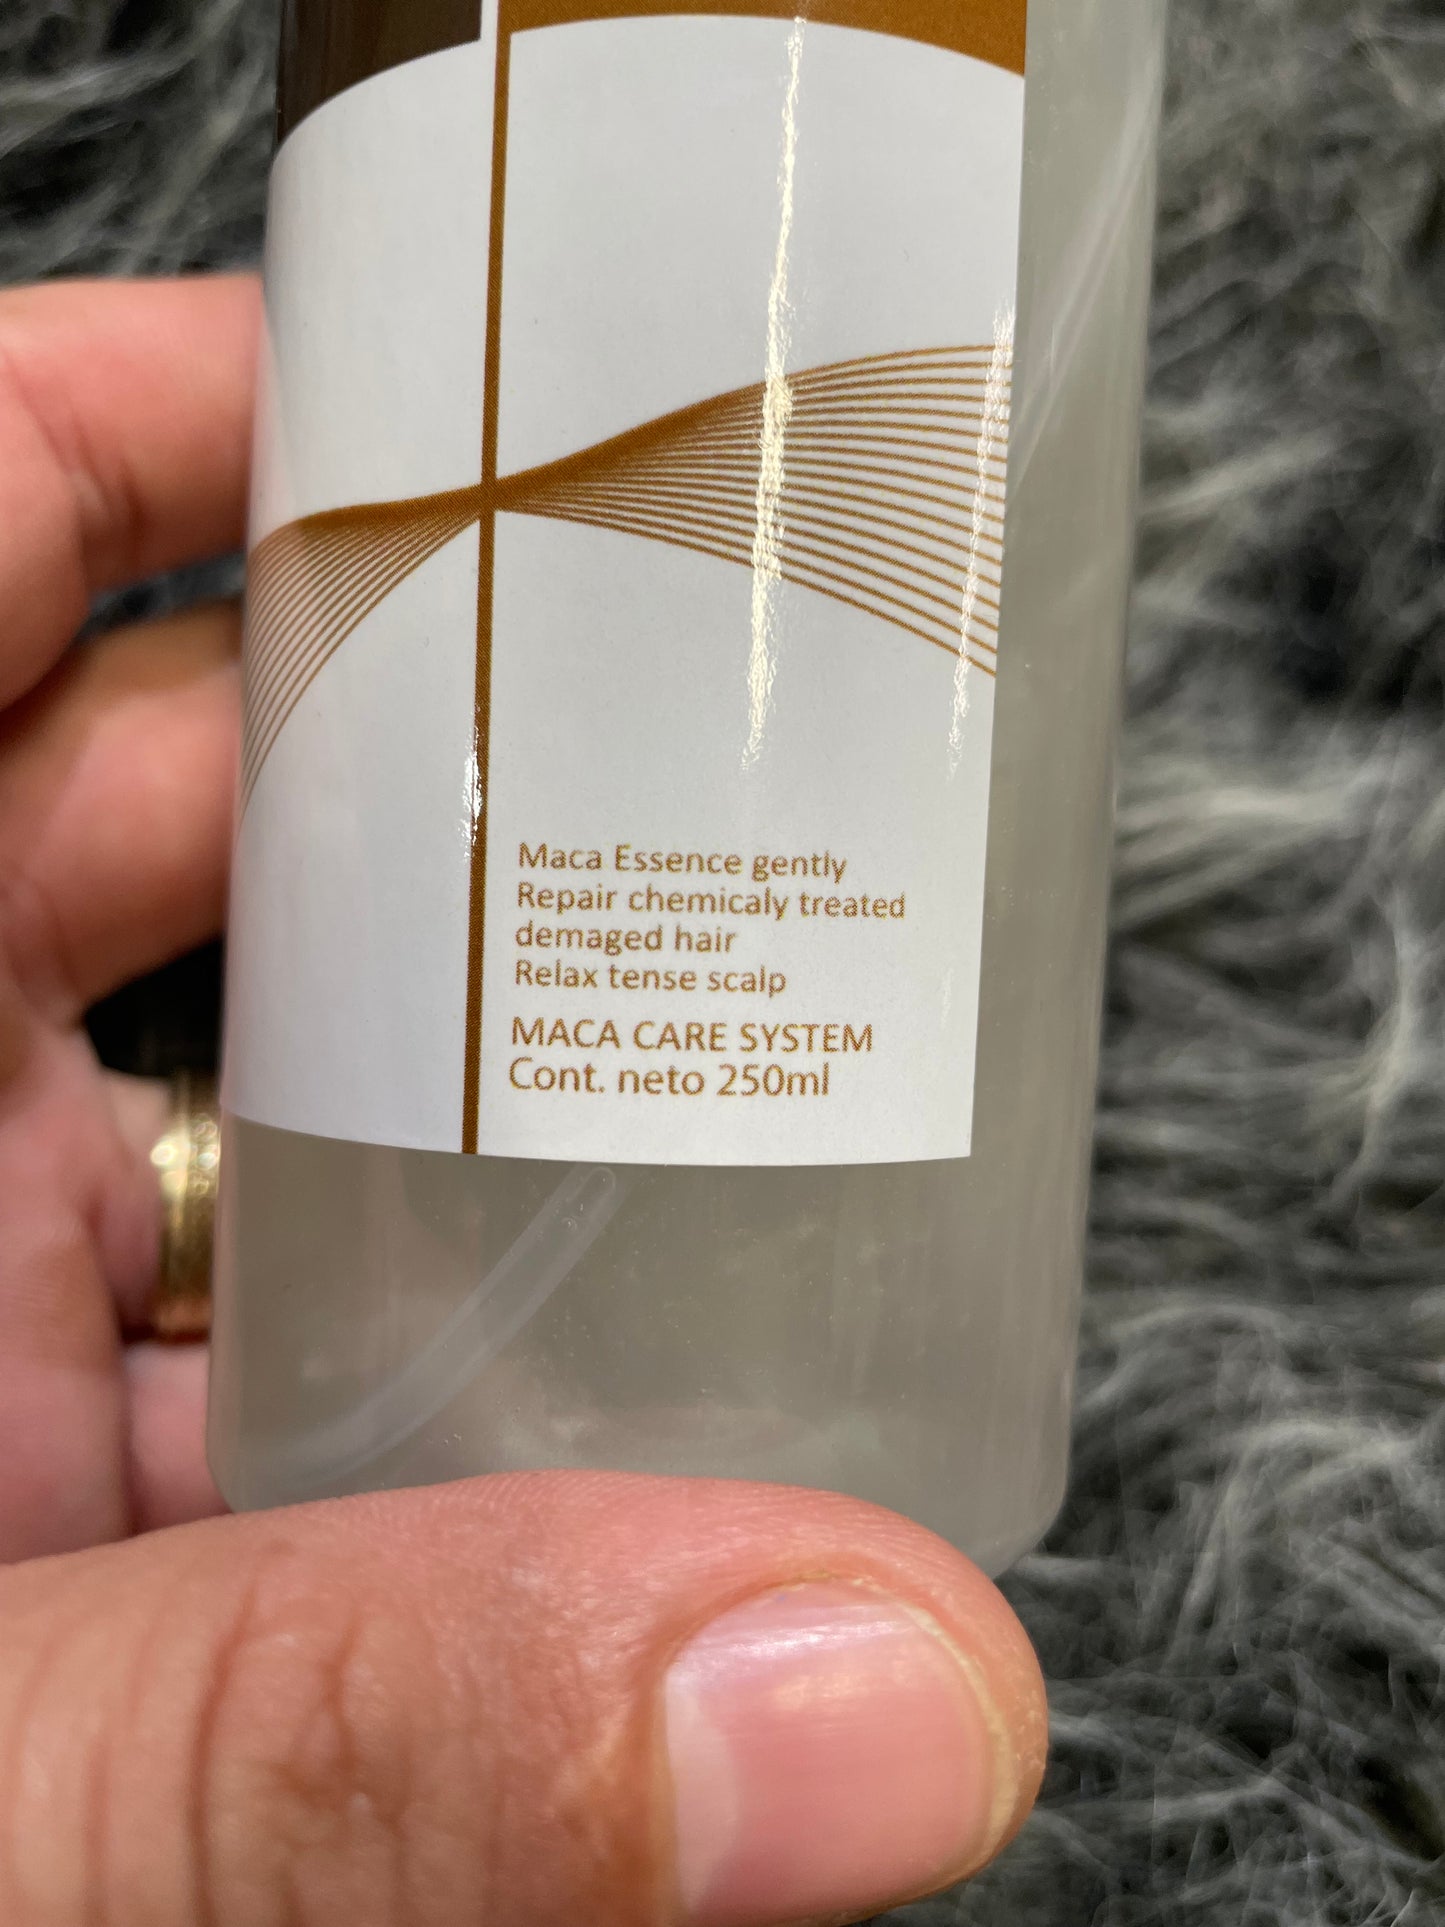 Maca Essence gently
Repair chemicaly treated
demaged hair
Relax tense scalp
MACA CARE SYSTEM
Cont. neto 250ml